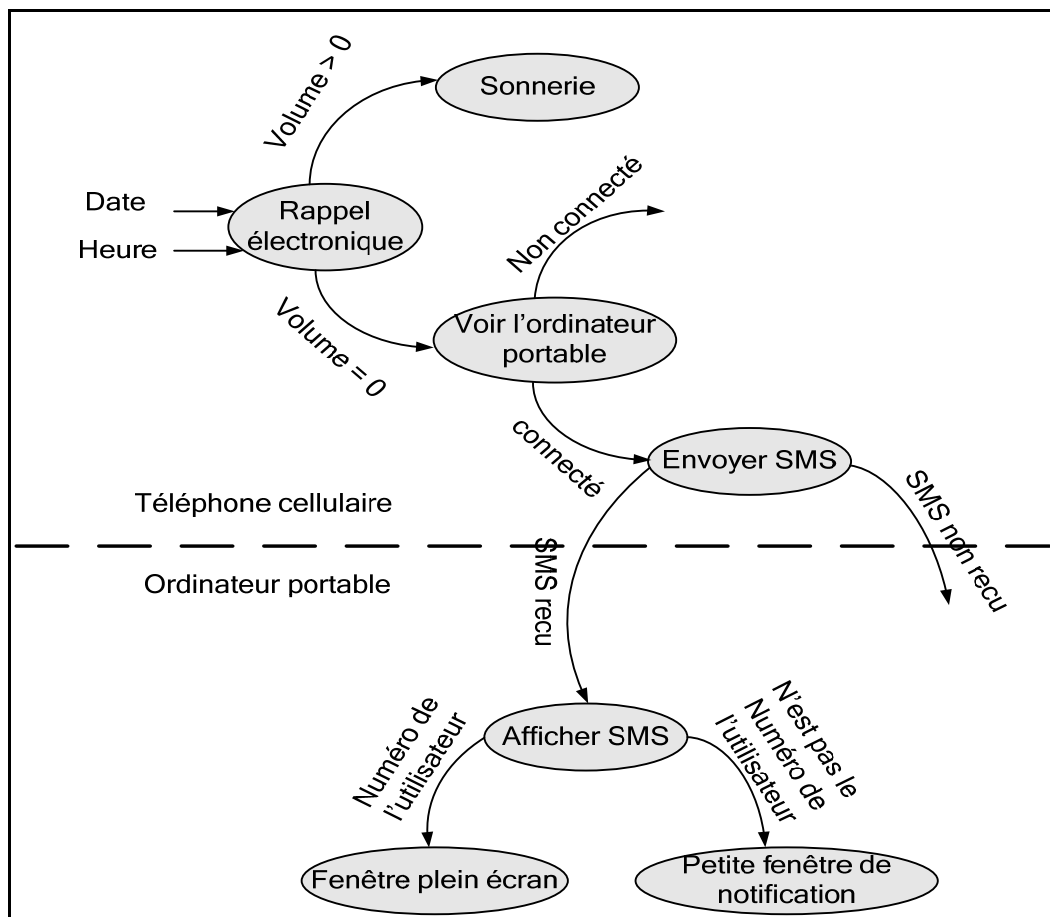 Volume > 0
Sonnerie
Date
Heure
Rappel
électronique
Non connecté
Volume = 0
Voir l'ordinateur
portable
connecté
Envoyer SMS
Téléphone cellulaire
SMS non recu
Ordinateur portable
SMS recu
Numéro de
l'utilisateur
Afficher SMS
N'est pas le
Numéro de
l'utilisateur
Fenêtre plein écran
Petite fenêtre de
notification